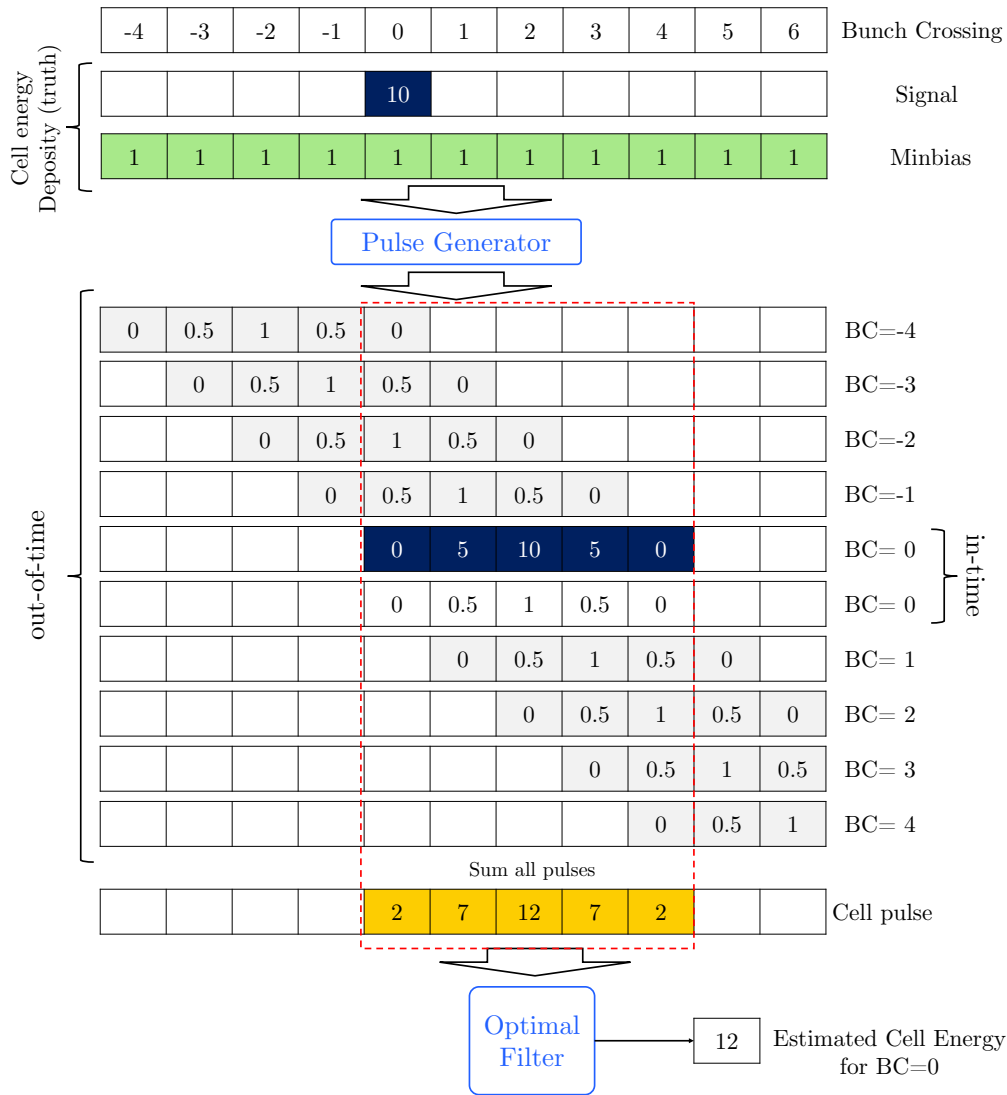 -4 -3 -2 -1 0 1 2 3 4 5 6 Bunch Crossing
Cell energy
Deposity (truth)
10 Signal
1 1 1 1 1 1 1 1 1 1 1 Minbias
Pulse Generator
out-of-time
0 0.5 1 0.5 0 BC=-4
0 0.5 1 0.5 0 BC=-3
0 0.5 1 0.5 0 BC=-2
0 0.5 1 0.5 0 BC=-1
0 5 10 5 0 BC= 0
in-time
0 0.5 1 0.5 0 BC= 0
0 0.5 1 0.5 0 BC= 1
0 0.5 1 0.5 0 BC= 2
0 0.5 1 0.5 BC= 3
0 0.5 1 BC= 4
Sum all pulses
2 7 12 7 2 Cell pulse
Optimal
Filter
12
Estimated Cell Energy
for BC=0